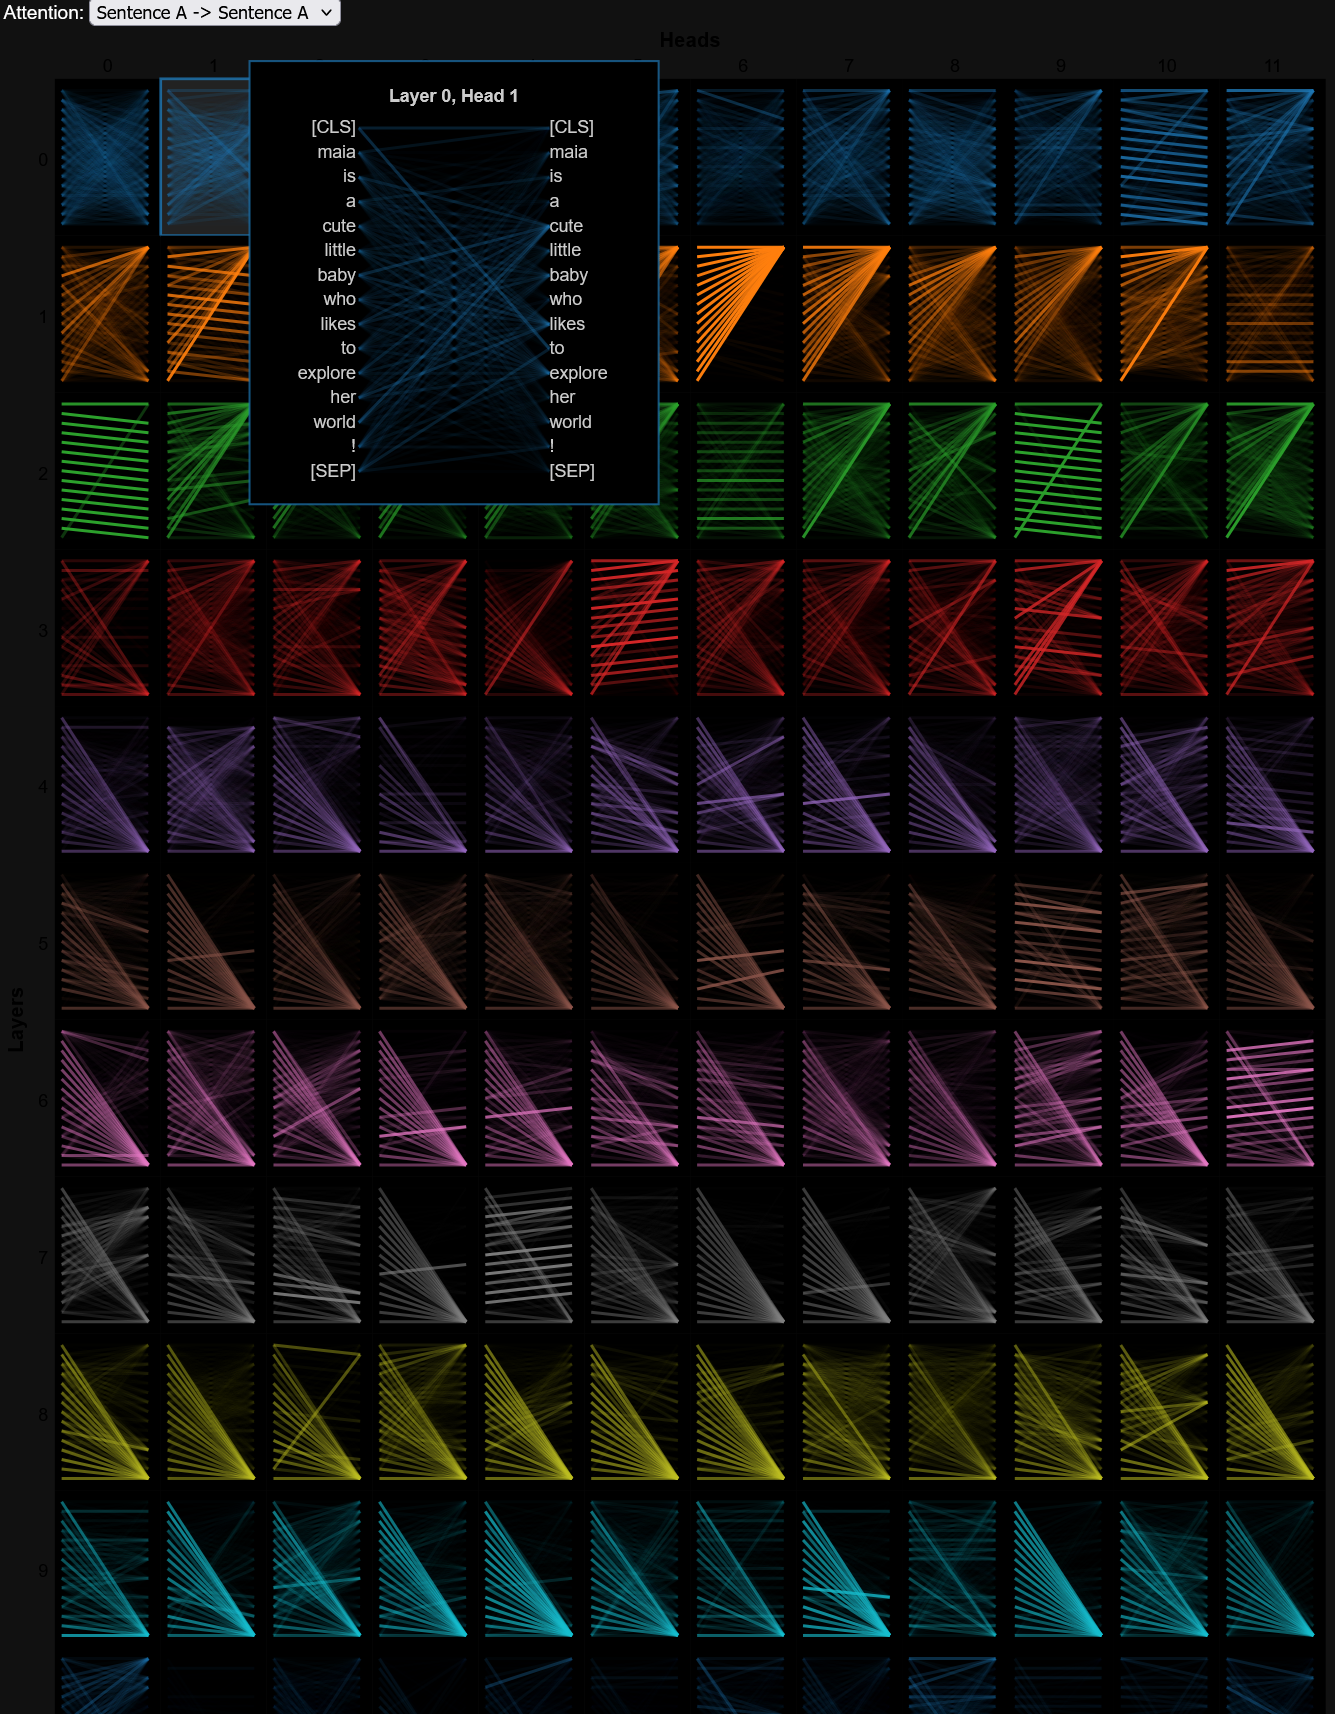 Attention: Sentence A -> Sentence A
Heads
0 1 6 7 8 9 10 11
Layer 0, Head 1
[CLS] [CLS]
maia maia
is is
a a
cute cute
little little
baby baby
who who
likes likes
to to
explore explore
her her
world world
! !
[SEP] [SEP]
0
1
2
3
4
5
6
7
8
9
Layers